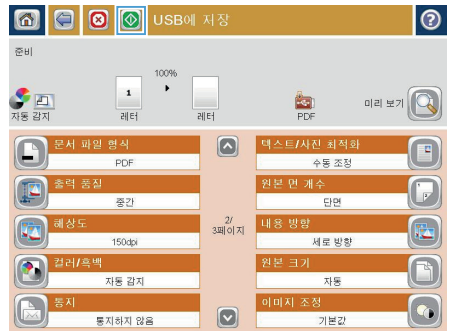 USB에 저장
준비
100%
1
자동 감지
레터
레터
PDF
미리 보기
문서 파일 형식
PDF
텍스트/사진 최적화
수동 조정
출력 품질
중간
원본 면 개수
단면
해상도
150dpi
2/
3페이지
내용 방향
세로 방향
컬러/흑백
자동 감지
원본 크기
자동
통지
통지하지 않음
이미지 조정
기본값